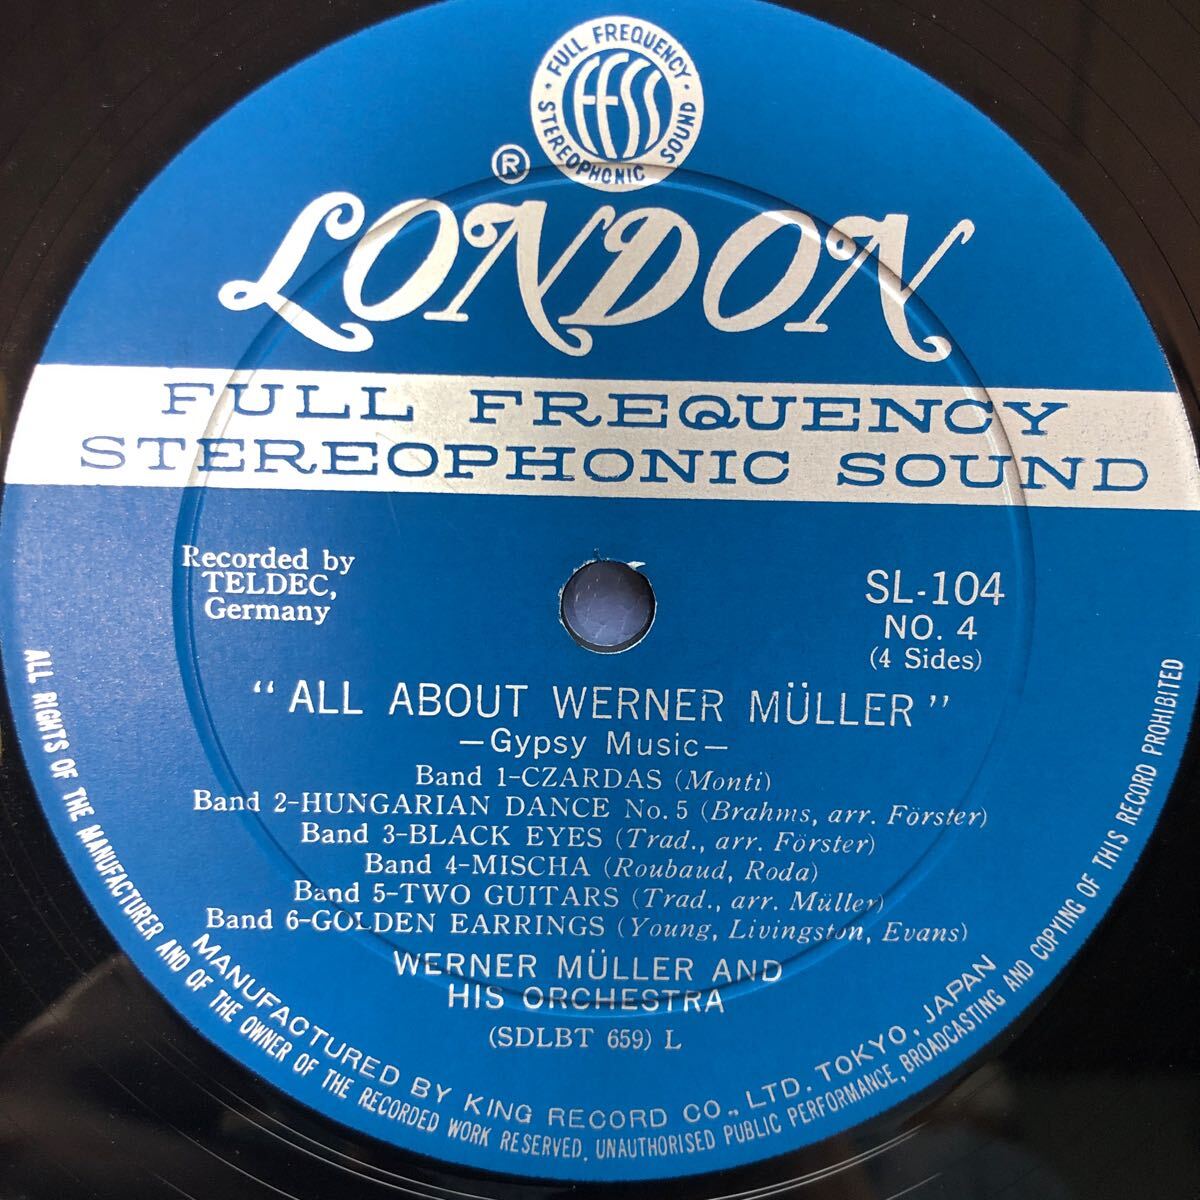 · FULL FREQUENCY ·
STEREOPHONIC SOUND
FFSS
®
LONDON
FULL FREQUENCY
STEREOPHONIC SOUND
Recorded by
TELDEC,
Germany
SL-104
NO. 4
(4 Sides)
"ALL ABOUT WERNER MÜLLER"
—Gypsy Music—
Band 1-CZARDAS (Monti)
Band 2-HUNGARIAN DANCE No.5 (Brahms, arr. Förster)
Band 3-BLACK EYES (Trad., arr. Förster)
Band 4-MISCHA (Roubaud, Roda)
Band 5-TWO GUITARS (Trad., arr. Müller)
Band 6-GOLDEN EARRINGS (Young, Livingston, Evans)
WERNER MÜLLER AND
HIS ORCHESTRA
(SDLBT 659) L
MANUFACTURED BY KING RECORD CO., LTD. TOKYO, JAPAN
ALL RIGHTS OF THE MANUFACTURER AND OF THE OWNER OF THE RECORDED WORK RESERVED. UNAUTHORISED PUBLIC PERFORMANCE, BROADCASTING AND COPYING OF THIS RECORD PROHIBITED